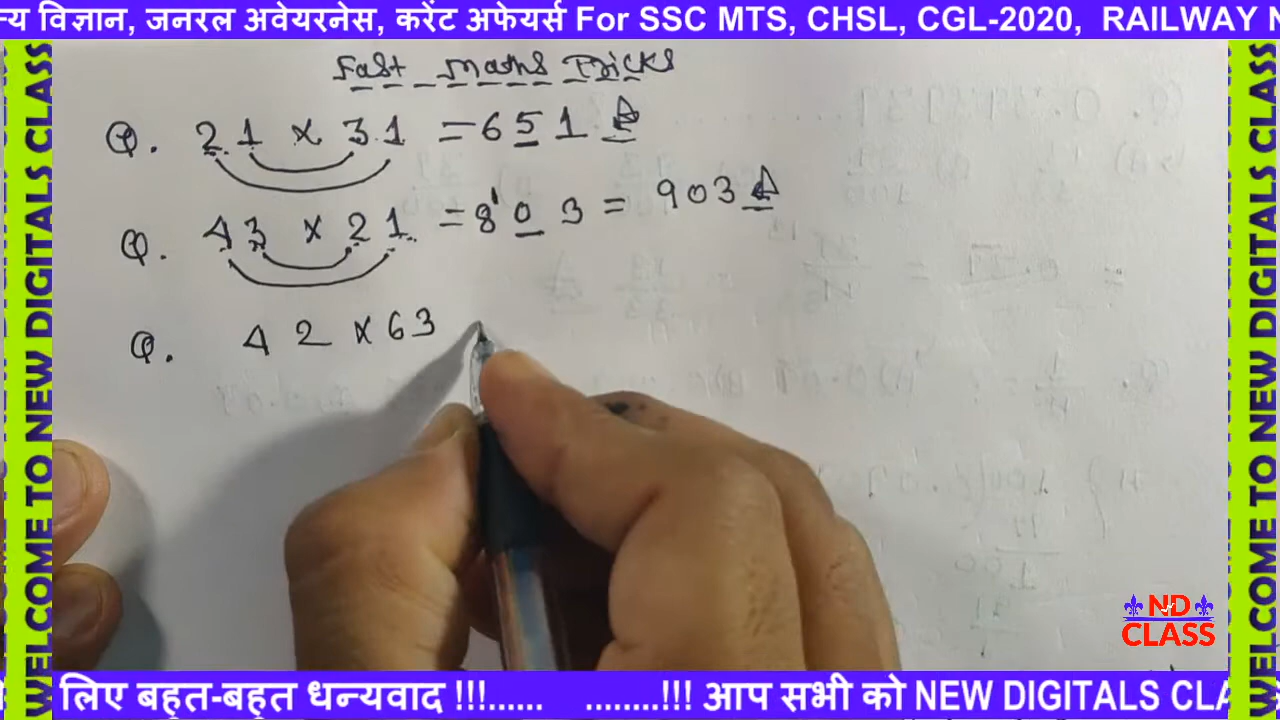 न्य विज्ञान, जनरल अवेयरनेस, करेंट अफेयर्स For SSC MTS, CHSL, CGL-2020, RAILWAY
WELCOME TO NEW DIGITALS CLASS
Fast Maths Tricks
Q. 21 × 31 = 651 A
Q. 43 × 21 = 8¹03 = 903 A
Q. 42 × 63
ND
CLASS
WELCOME TO NEW DIGITALS CLASS
लिए बहुत-बहुत धन्यवाद !!!...... ........!!! आप सभी को NEW DIGITALS CLA